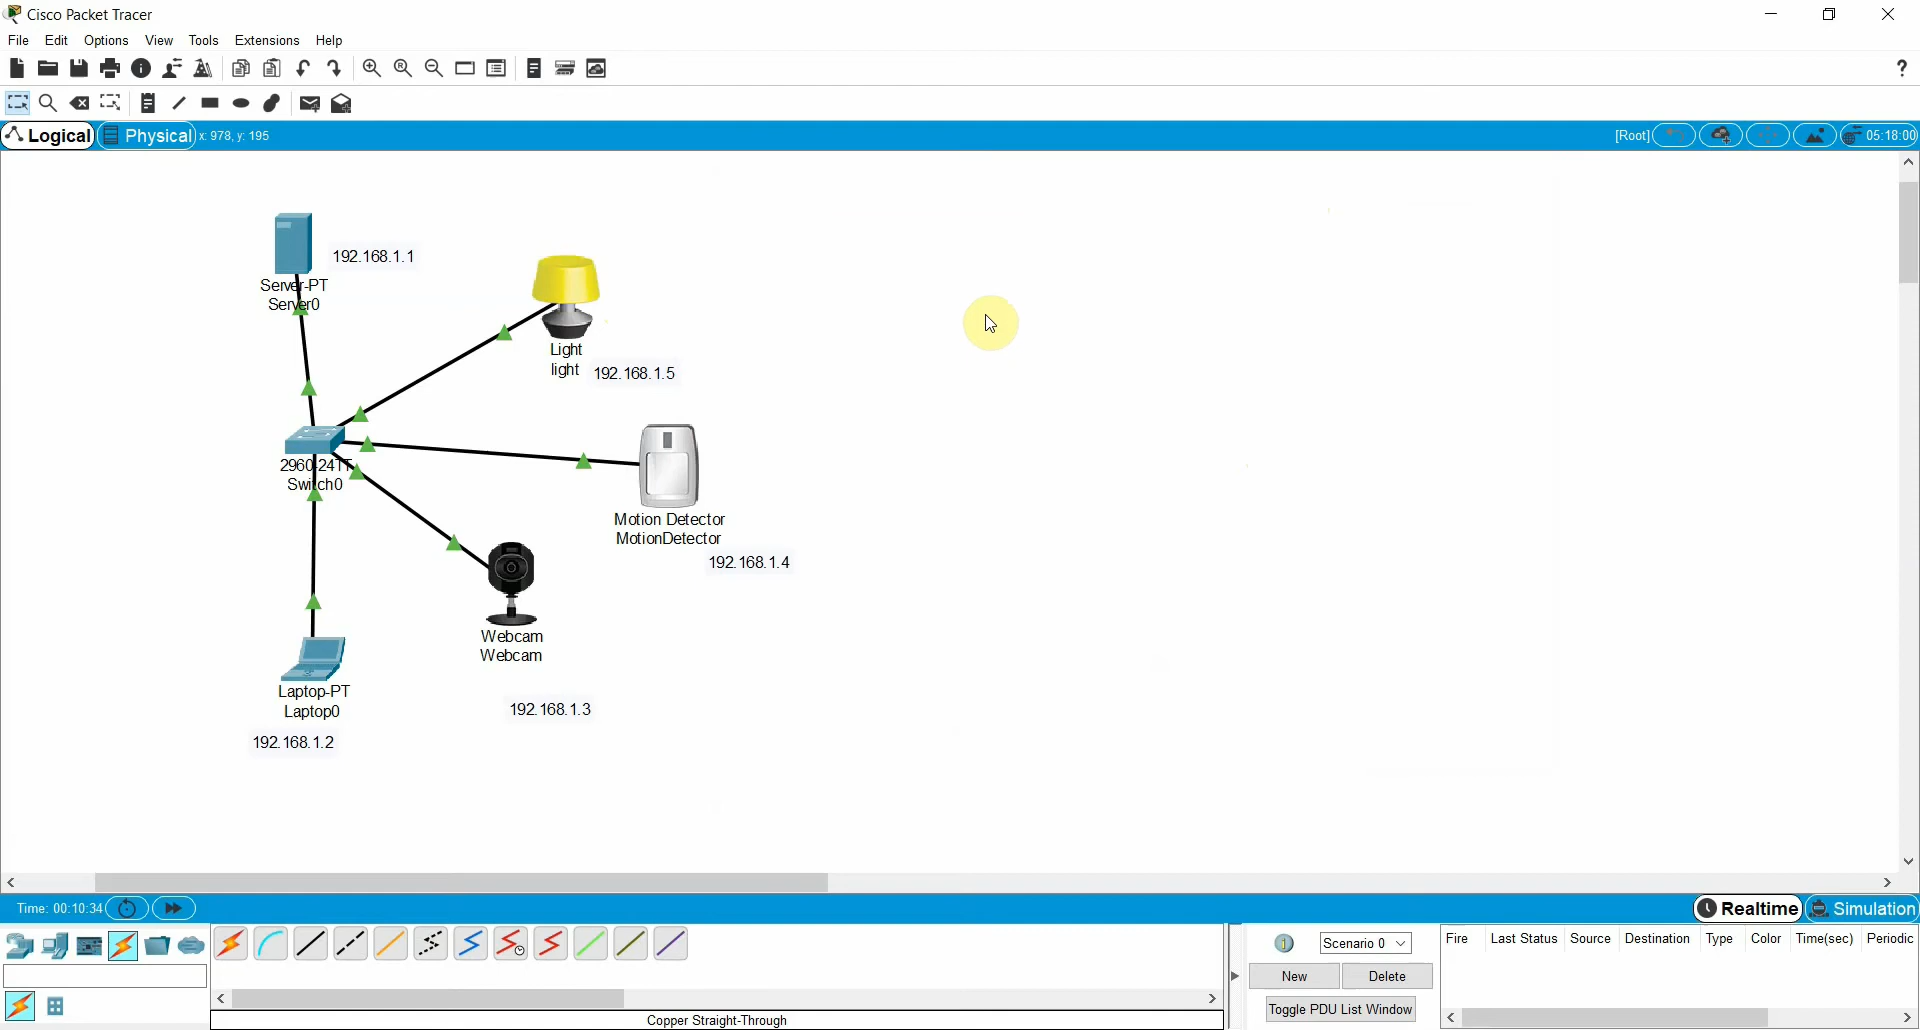 Cisco Packet Tracer
File Edit Options View Tools Extensions Help
?
Logical Physical x: 978, y: 195 [Root] 05:18:00
192.168.1.1
Server-PT
Server0
Light
light
192.168.1.5
2960-24TT
Switch0
Motion Detector
MotionDetector
192.168.1.4
Webcam
Webcam
192.168.1.3
Laptop-PT
Laptop0
192.168.1.2
Time: 00:10:34 Realtime Simulation
Scenario 0
New Delete
Toggle PDU List Window
Fire Last Status Source Destination Type Color Time(sec) Periodic
Copper Straight-Through